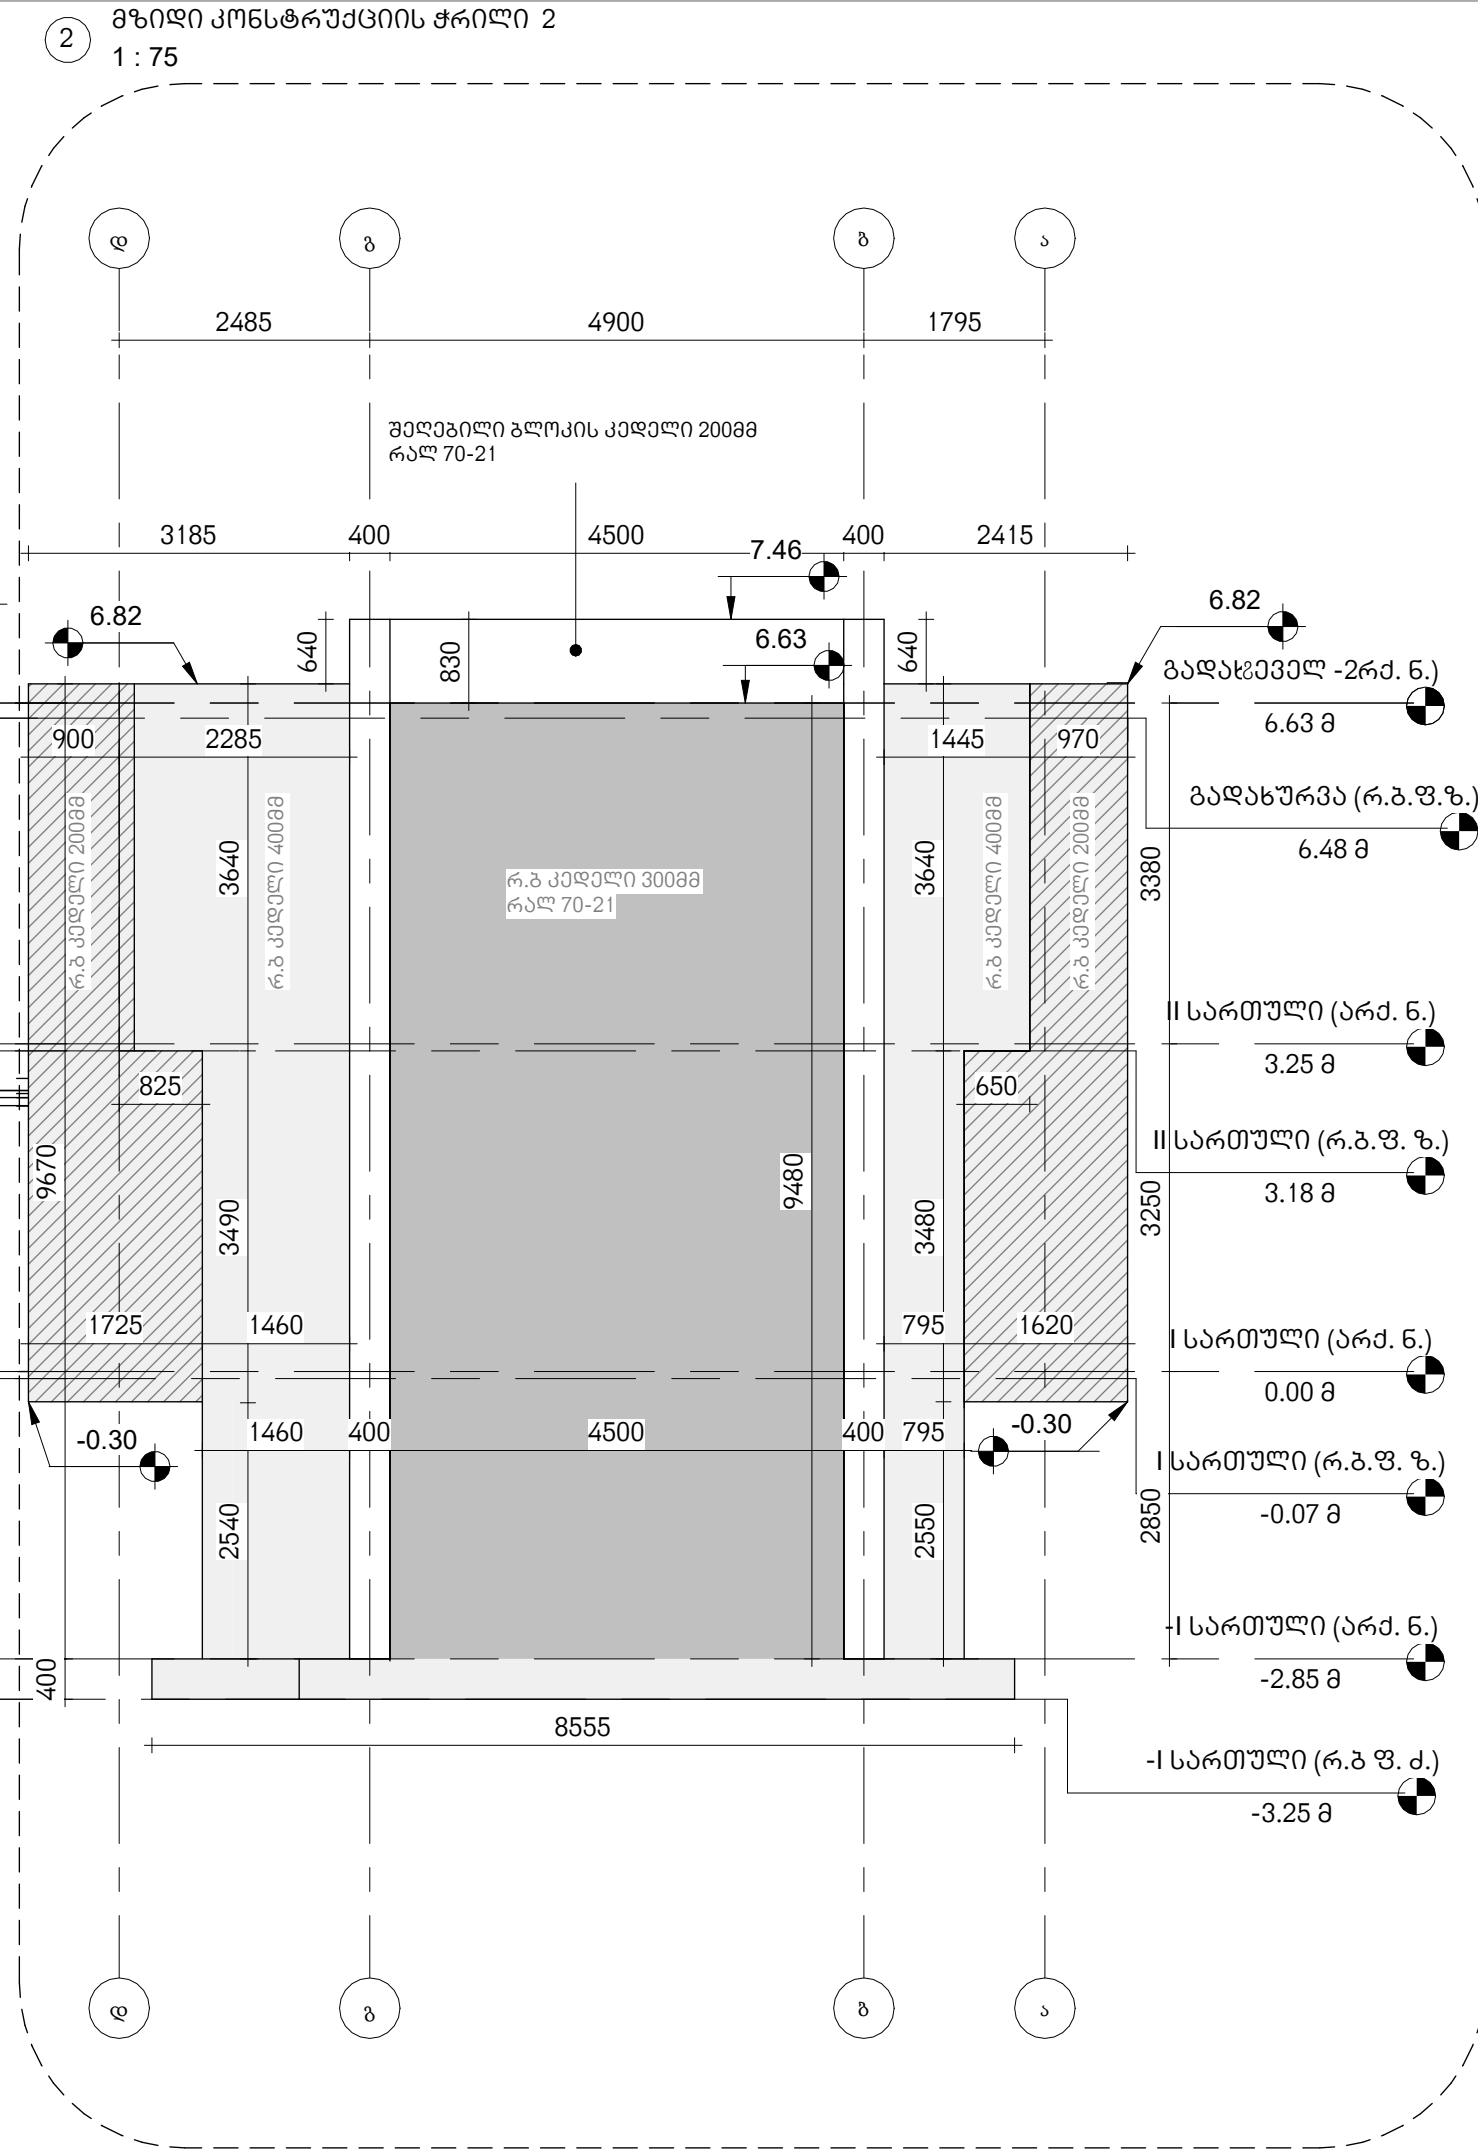 2
მზიდი კონსტრუქციის ჭრილი 2
1 : 75
დ
გ
ბ
ა
2485
4900
1795
შეღებილი ბლოკის კედელი 200მმ
რალ 70-21
3185
400
4500
400
2415
7.46
6.82
6.82
640
830
6.63
640
6.63 მ
900
2285
1445
970
გადახურვა (რ.ბ.ფ.ზ.)
6.48 მ
რ.ბ კედელი 200მმ
3640
რ.ბ კედელი 400მმ
რ.ბ კედელი 300მმ
რალ 70-21
3640
რ.ბ კედელი 400მმ
რ.ბ კედელი 200მმ
3380
II სართული (არქ. ნ.)
3.25 მ
825
650
II სართული (რ.ბ.ფ. ზ.)
3.18 მ
9670
3490
9480
3480
3250
1725
1460
795
1620
I სართული (არქ. ნ.)
0.00 მ
-0.30
1460
400
4500
400
795
-0.30
I სართული (რ.ბ.ფ. ზ.)
-0.07 მ
2540
2550
2850
-I სართული (არქ. ნ.)
-2.85 მ
400
8555
-I სართული (რ.ბ ფ. ძ.)
-3.25 მ
დ
გ
ბ
ა